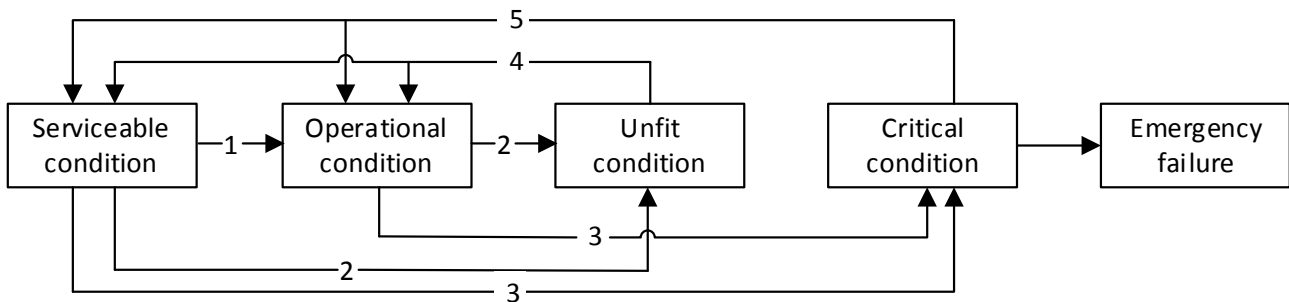 5
4
Serviceable
condition
1
Operational
condition
2
Unfit
condition
Critical
condition
Emergency
failure
3
2
3